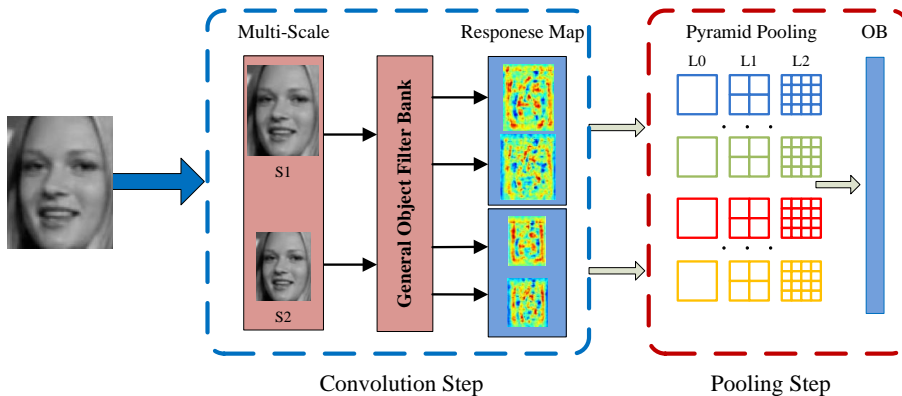 Multi-Scale
Responese Map
S1
S2
General Object Filter Bank
Convolution Step
Pyramid Pooling
OB
L0 L1 L2
. . .
. . .
Pooling Step